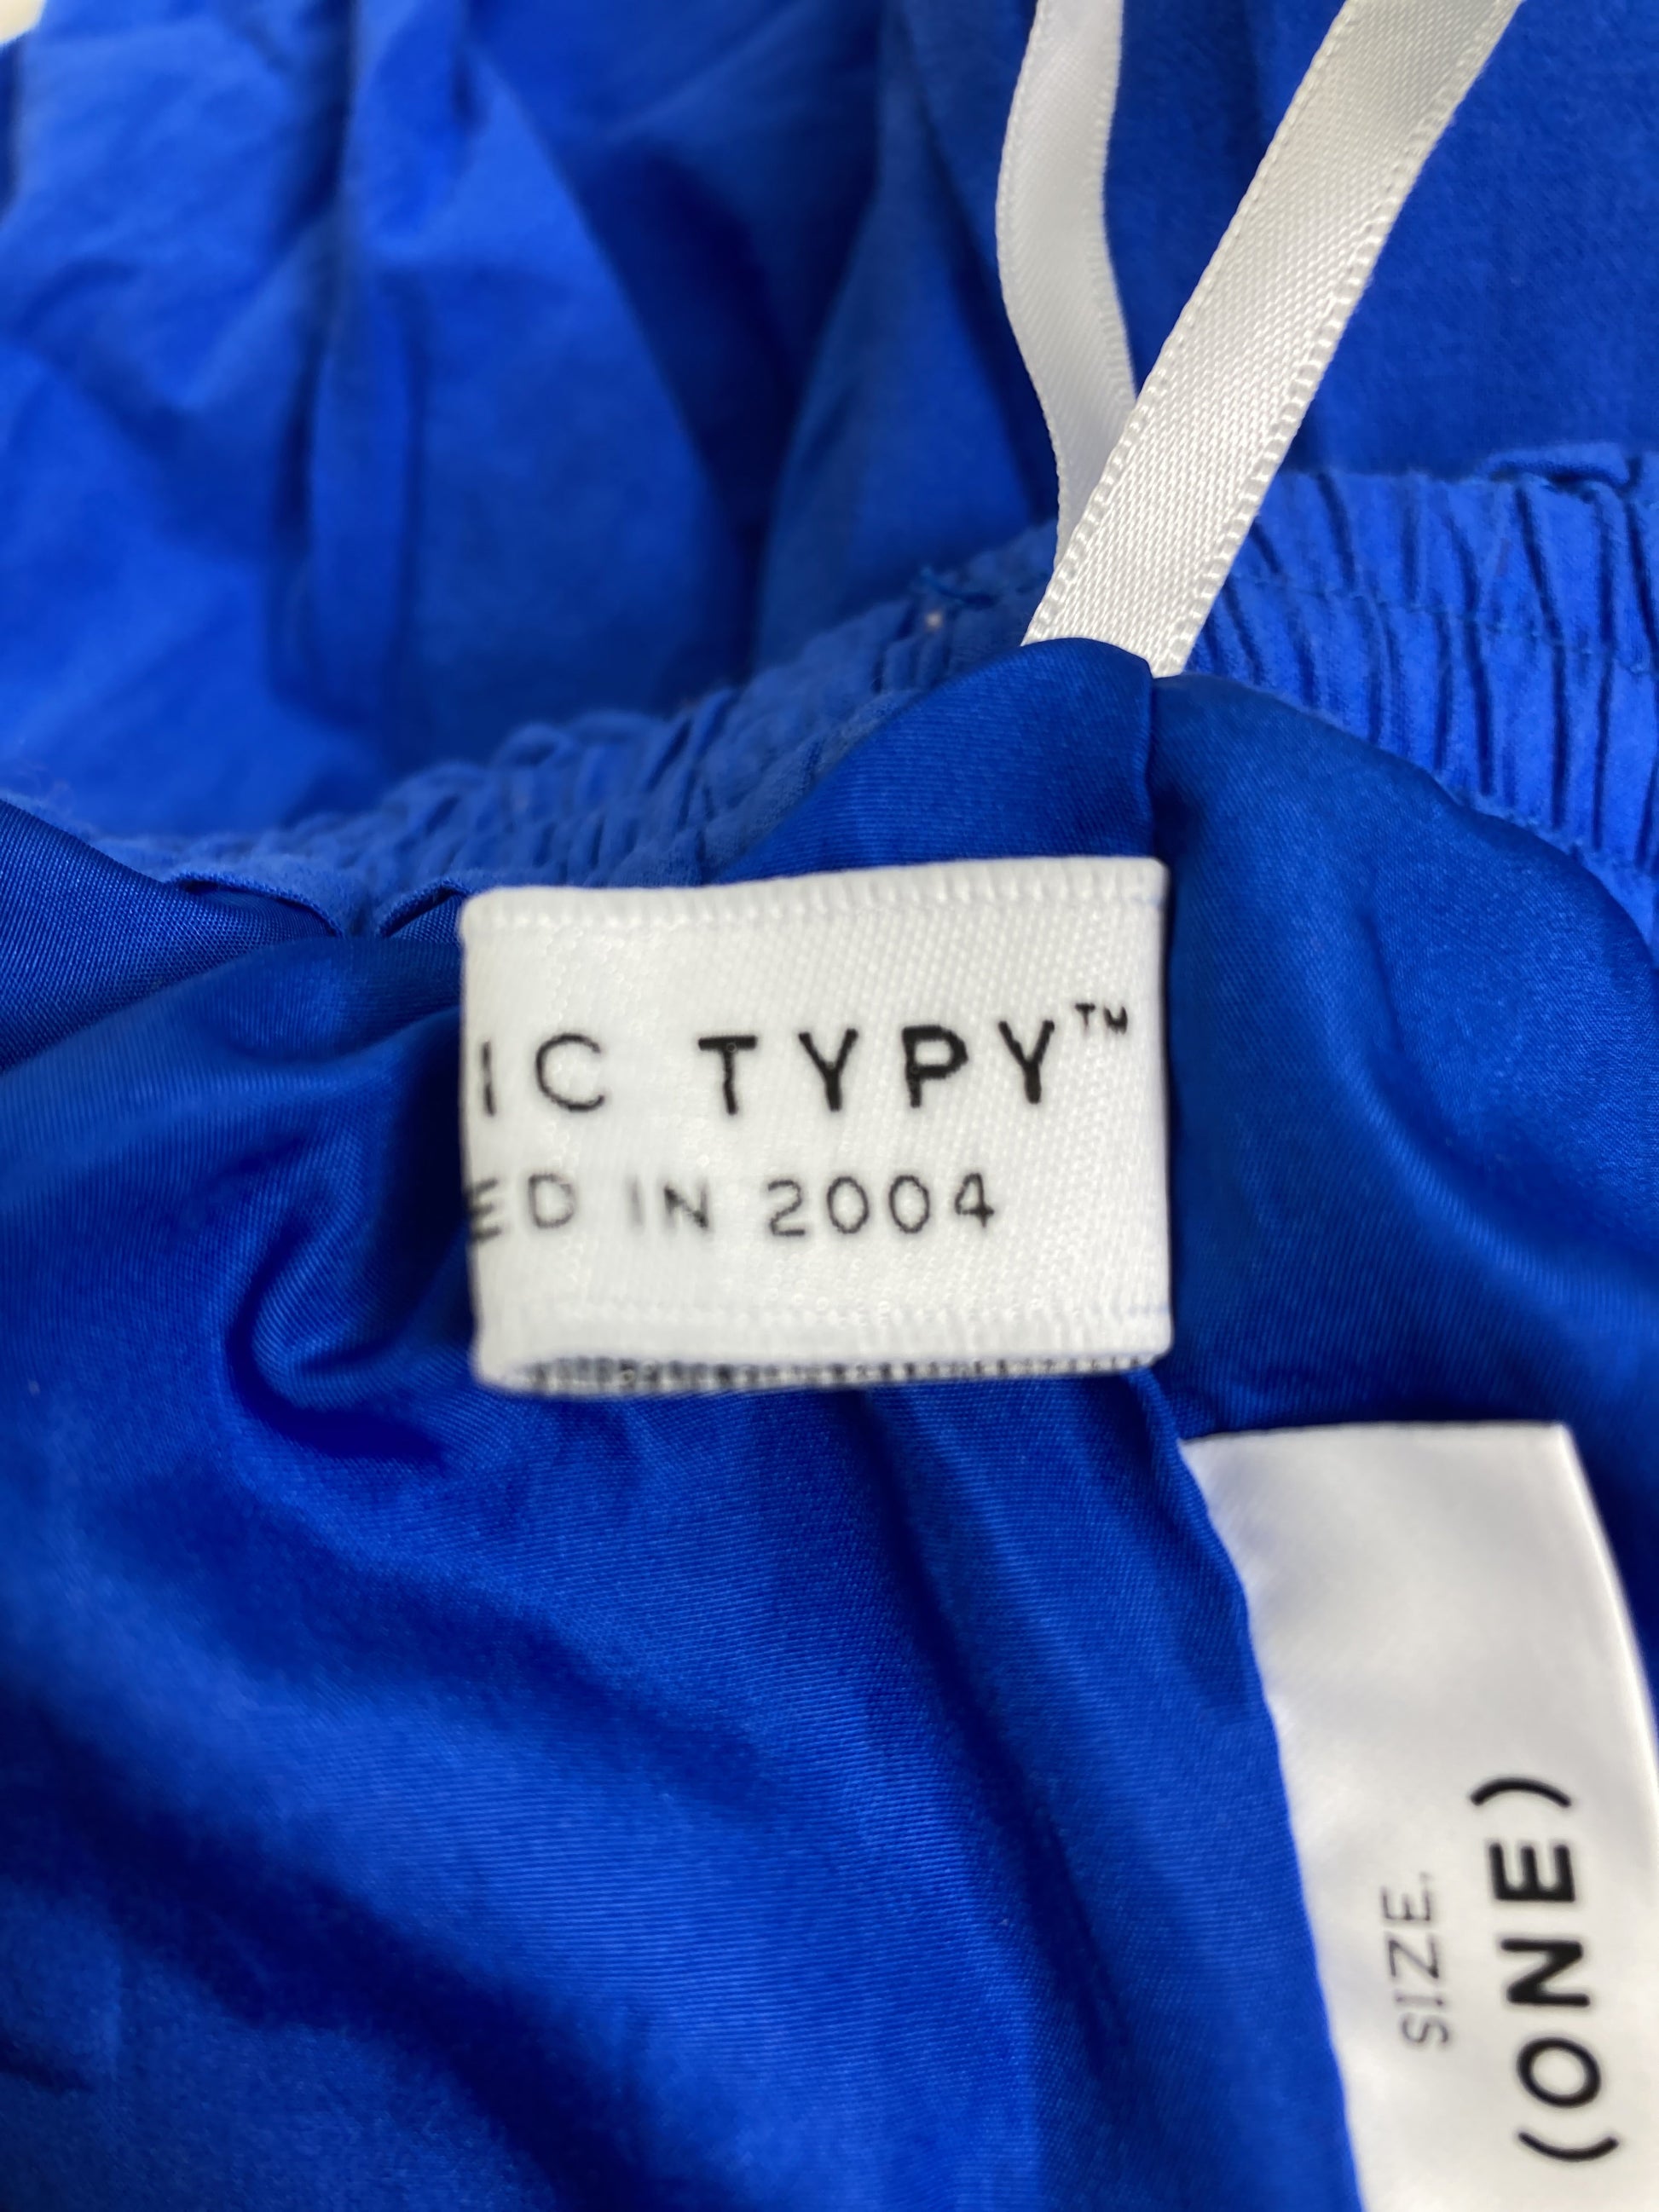 IC TYPY™
ED IN 2004
SIZE.
(ONE)